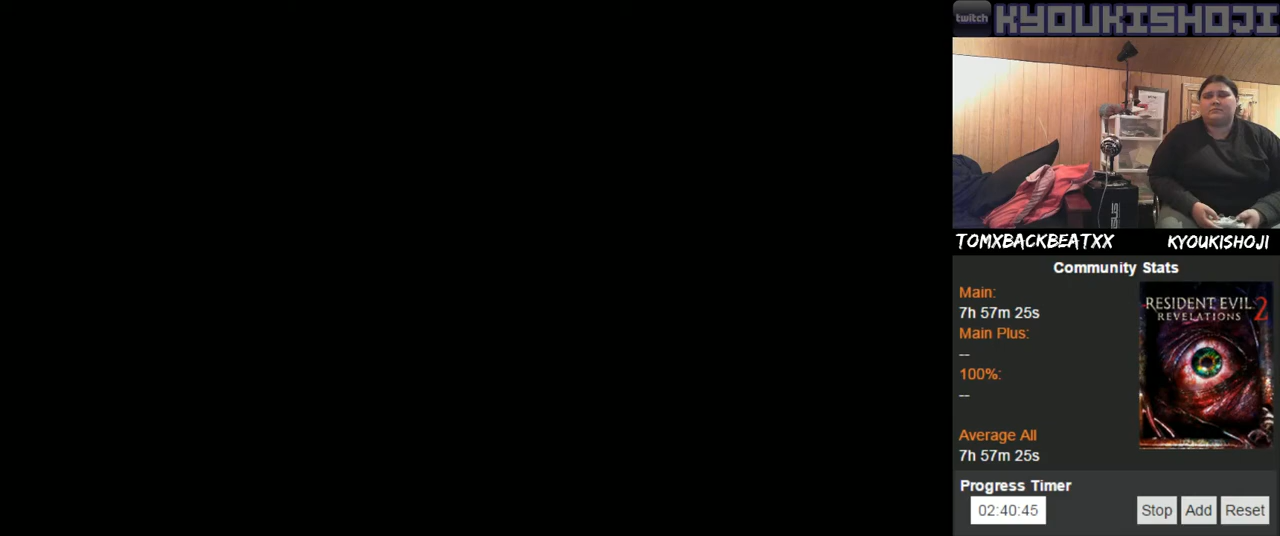 twitch KYOUKISHOJI
TOMXBACKBEATXX KYOUKISHOJI
Community Stats
Main:
7h 57m 25s
Main Plus:
--
100%:
--
Average All
7h 57m 25s
RESIDENT EVIL 2
REVELATIONS
Progress Timer
02:40:45 Stop Add Reset